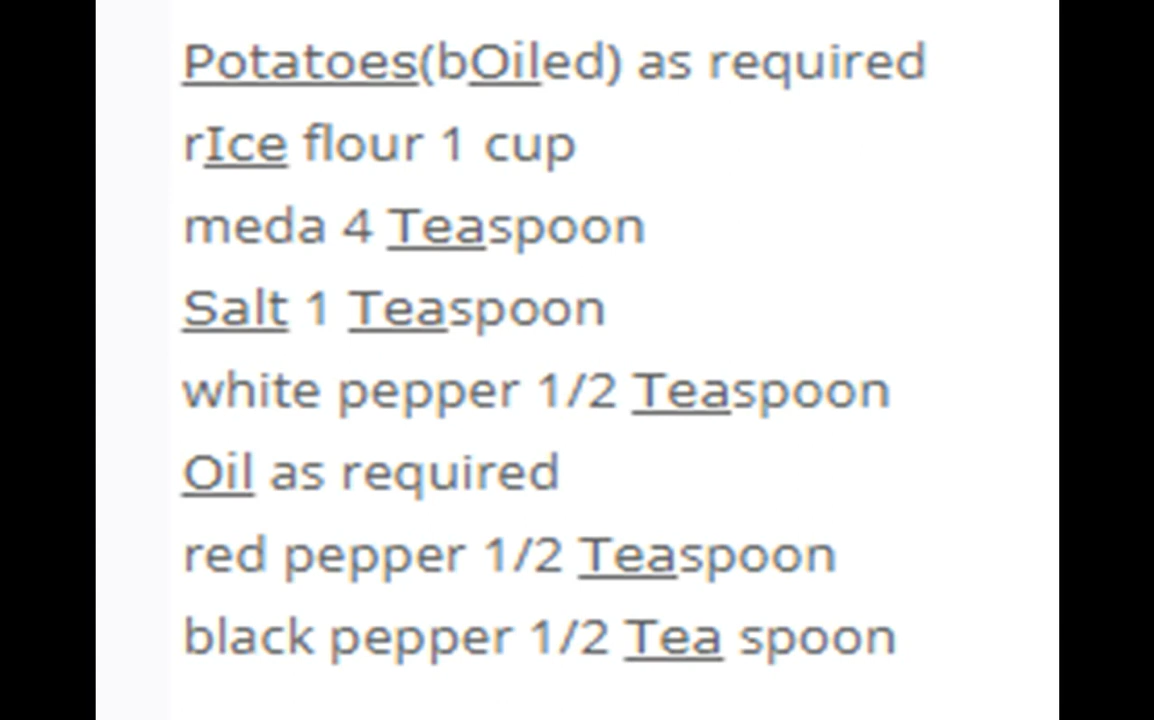 Potatoes(bOiled) as required
rIce flour 1 cup
meda 4 Teaspoon
Salt 1 Teaspoon
white pepper 1/2 Teaspoon
Oil as required
red pepper 1/2 Teaspoon
black pepper 1/2 Tea spoon